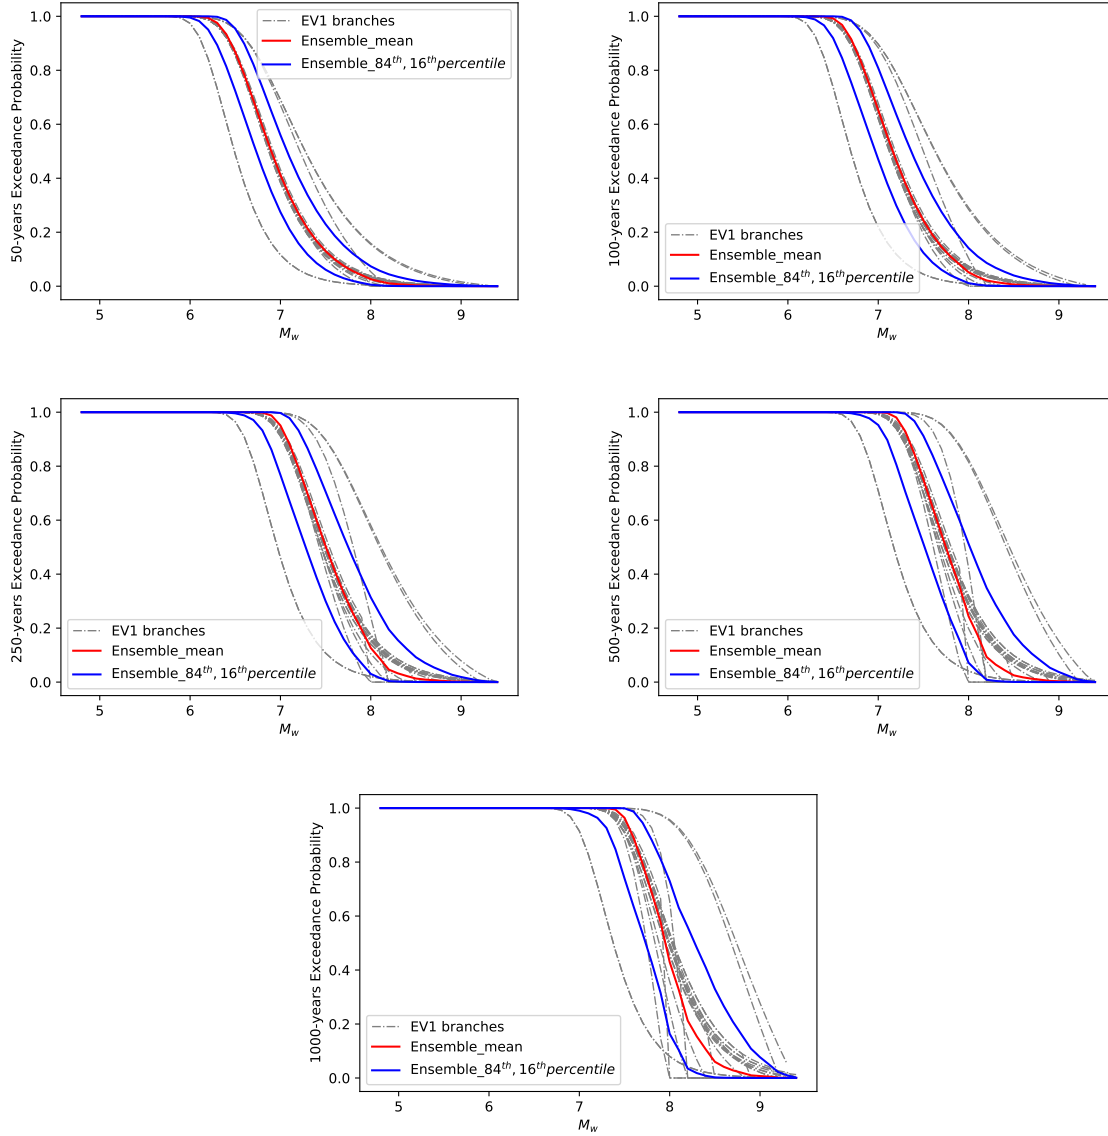 50-years Exceedance Probability
1.0
0.8
0.6
0.4
0.2
0.0
EV1 branches
Ensemble_mean
Ensemble_84th, 16thpercentile
5 6 7 8 9
Mw
100-years Exceedance Probability
1.0
0.8
0.6
0.4
0.2
0.0
EV1 branches
Ensemble_mean
Ensemble_84th, 16thpercentile
5 6 7 8 9
Mw
250-years Exceedance Probability
1.0
0.8
0.6
0.4
0.2
0.0
EV1 branches
Ensemble_mean
Ensemble_84th, 16thpercentile
5 6 7 8 9
Mw
500-years Exceedance Probability
1.0
0.8
0.6
0.4
0.2
0.0
EV1 branches
Ensemble_mean
Ensemble_84th, 16thpercentile
5 6 7 8 9
Mw
1000-years Exceedance Probability
1.0
0.8
0.6
0.4
0.2
0.0
EV1 branches
Ensemble_mean
Ensemble_84th, 16thpercentile
5 6 7 8 9
Mw